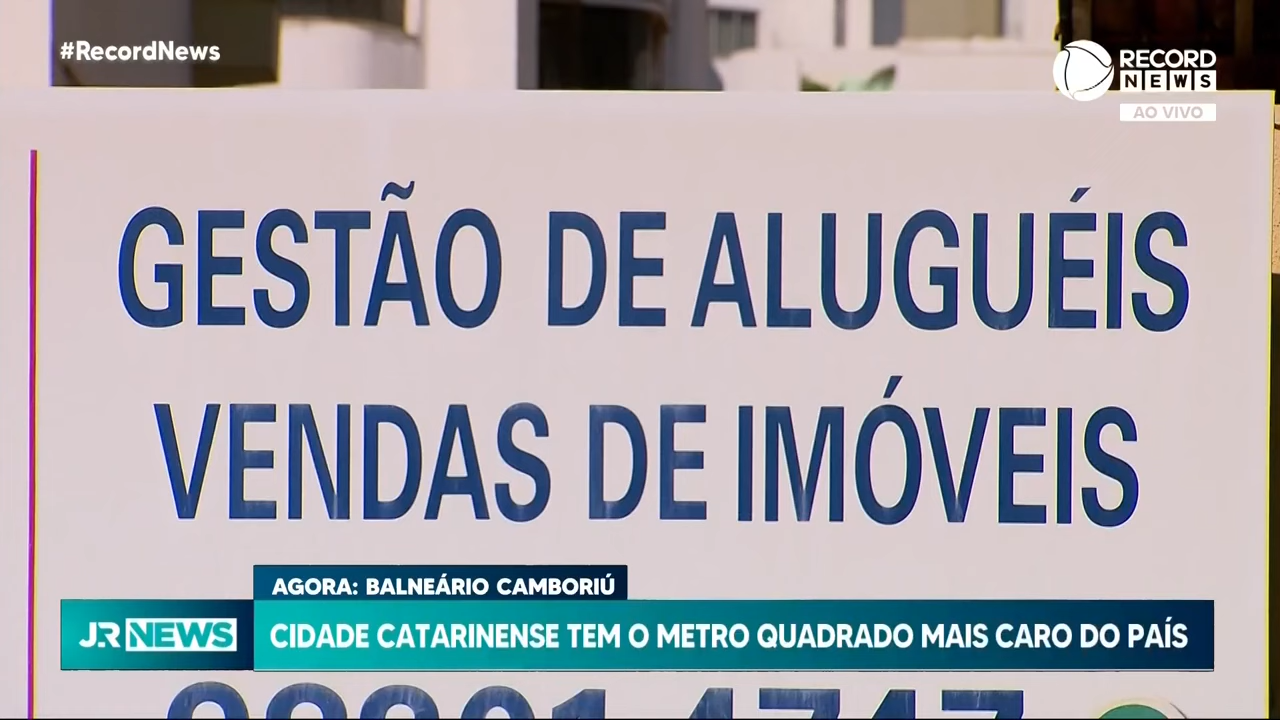 #RecordNews
RECORD
NEWS
AO VIVO
GESTÃO DE ALUGUÉIS
VENDAS DE IMÓVEIS
AGORA: BALNEÁRIO CAMBORIÚ
JR NEWS
CIDADE CATARINENSE TEM O METRO QUADRADO MAIS CARO DO PAÍS